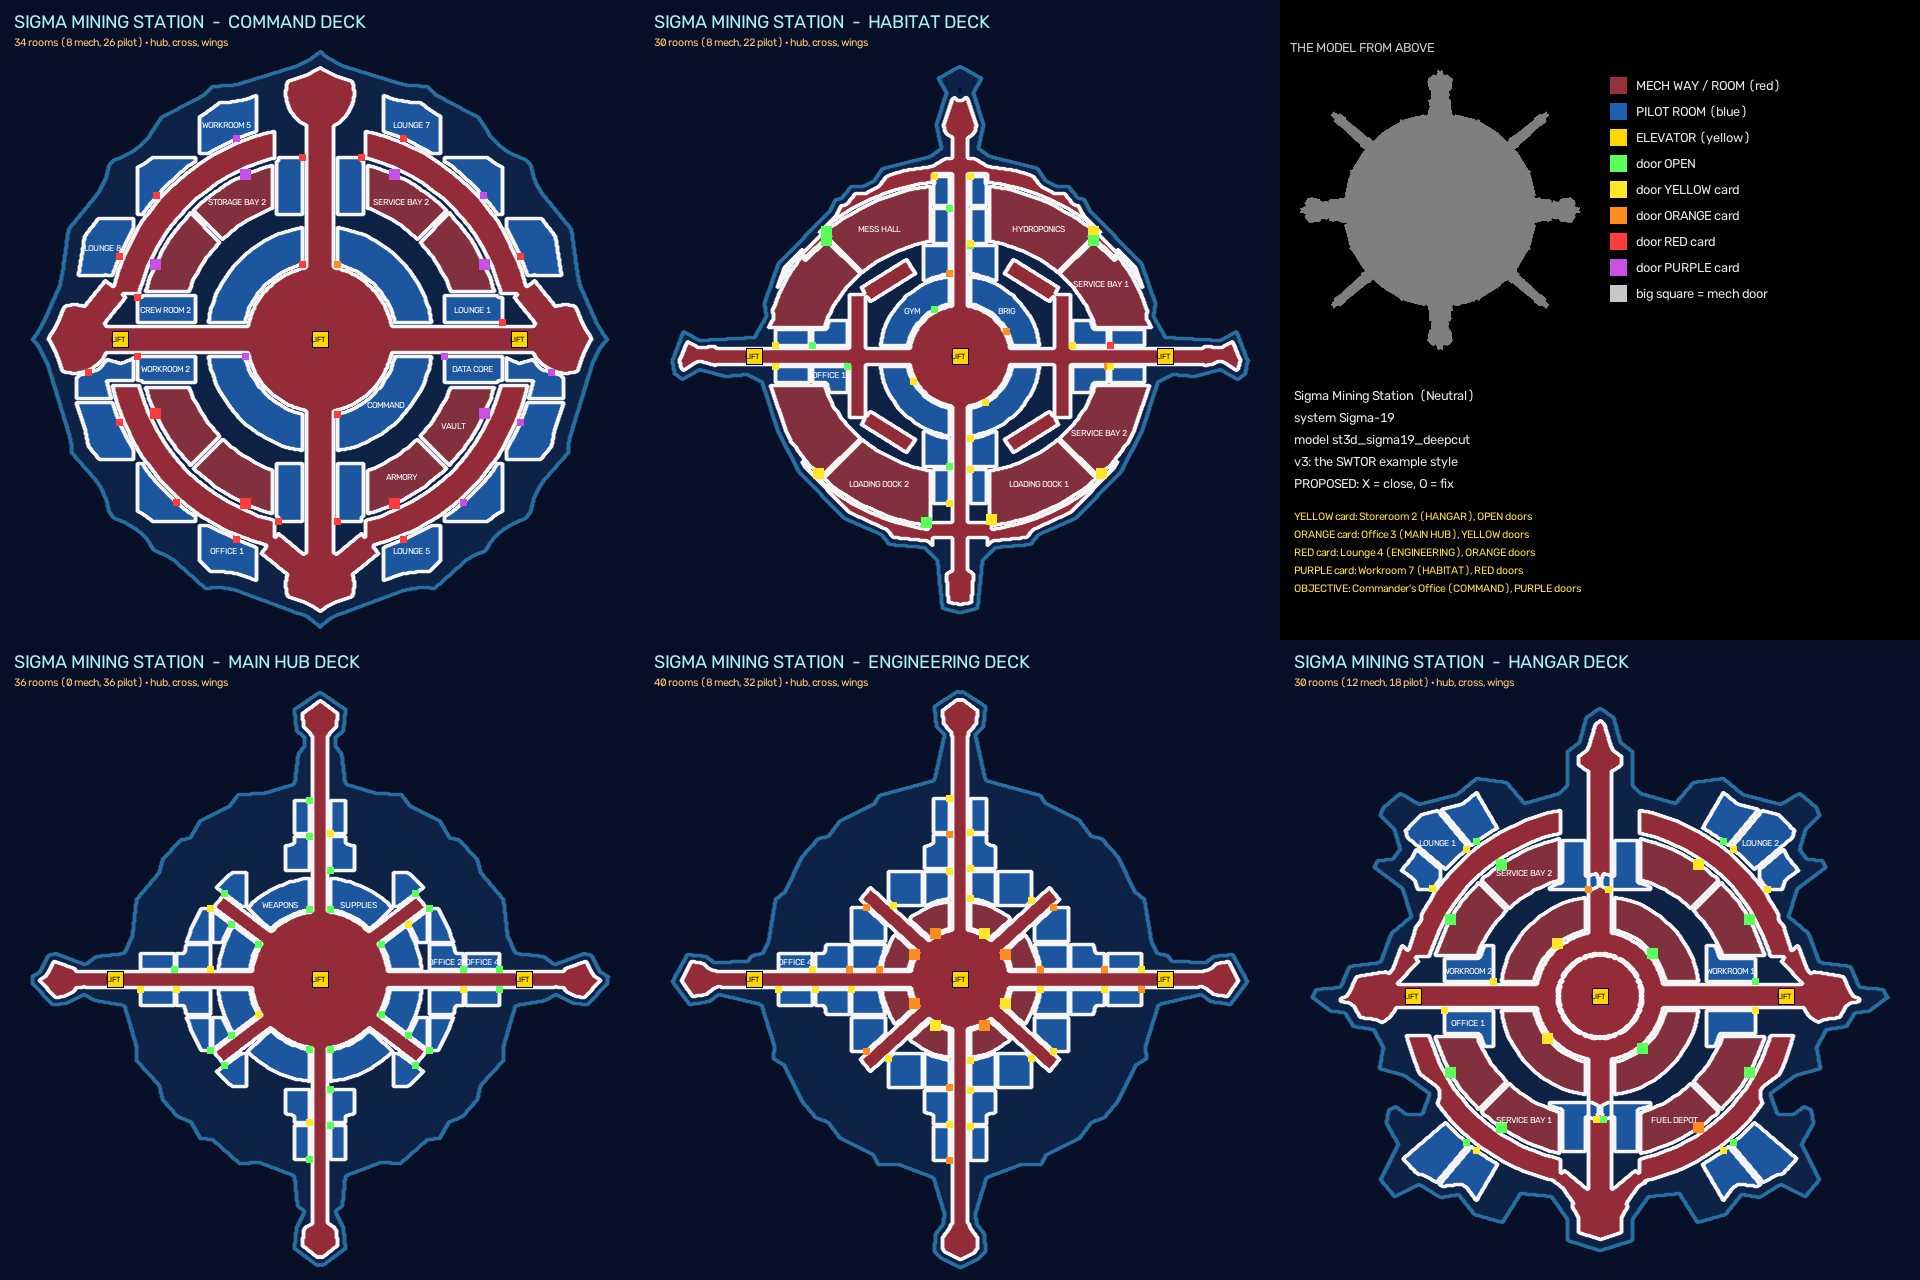 SIGMA MINING STATION - COMMAND DECK
34 rooms (8 mech, 26 pilot) • hub, cross, wings
WORKROOM 5
LOUNGE 7
STORAGE BAY 2
SERVICE BAY 2
LOUNGE 8
CREW ROOM 2
LOUNGE 1
LIFT
LIFT
LIFT
WORKROOM 2
DATA CORE
COMMAND
VAULT
ARMORY
OFFICE 1
LOUNGE 5
SIGMA MINING STATION - HABITAT DECK
30 rooms (8 mech, 22 pilot) • hub, cross, wings
MESS HALL
HYDROPONICS
SERVICE BAY 1
GYM
BRIG
LIFT
LIFT
LIFT
OFFICE 1
SERVICE BAY 2
LOADING DOCK 2
LOADING DOCK 1
THE MODEL FROM ABOVE
MECH WAY / ROOM (red)
PILOT ROOM (blue)
ELEVATOR (yellow)
door OPEN
door YELLOW card
door ORANGE card
door RED card
door PURPLE card
big square = mech door
Sigma Mining Station (Neutral)
system Sigma-19
model st3d_sigma19_deepcut
v3: the SWTOR example style
PROPOSED: X = close, O = fix
YELLOW card: Storeroom 2 (HANGAR), OPEN doors
ORANGE card: Office 3 (MAIN HUB), YELLOW doors
RED card: Lounge 4 (ENGINEERING), ORANGE doors
PURPLE card: Workroom 7 (HABITAT), RED doors
OBJECTIVE: Commander's Office (COMMAND), PURPLE doors
SIGMA MINING STATION - MAIN HUB DECK
36 rooms (0 mech, 36 pilot) • hub, cross, wings
WEAPONS
SUPPLIES
OFFICE 2
OFFICE 4
LIFT
LIFT
LIFT
SIGMA MINING STATION - ENGINEERING DECK
40 rooms (8 mech, 32 pilot) • hub, cross, wings
OFFICE 4
LIFT
LIFT
LIFT
SIGMA MINING STATION - HANGAR DECK
30 rooms (12 mech, 18 pilot) • hub, cross, wings
LOUNGE 1
LOUNGE 2
SERVICE BAY 2
WORKROOM 2
WORKROOM 1
LIFT
LIFT
LIFT
OFFICE 1
SERVICE BAY 1
FUEL DEPOT